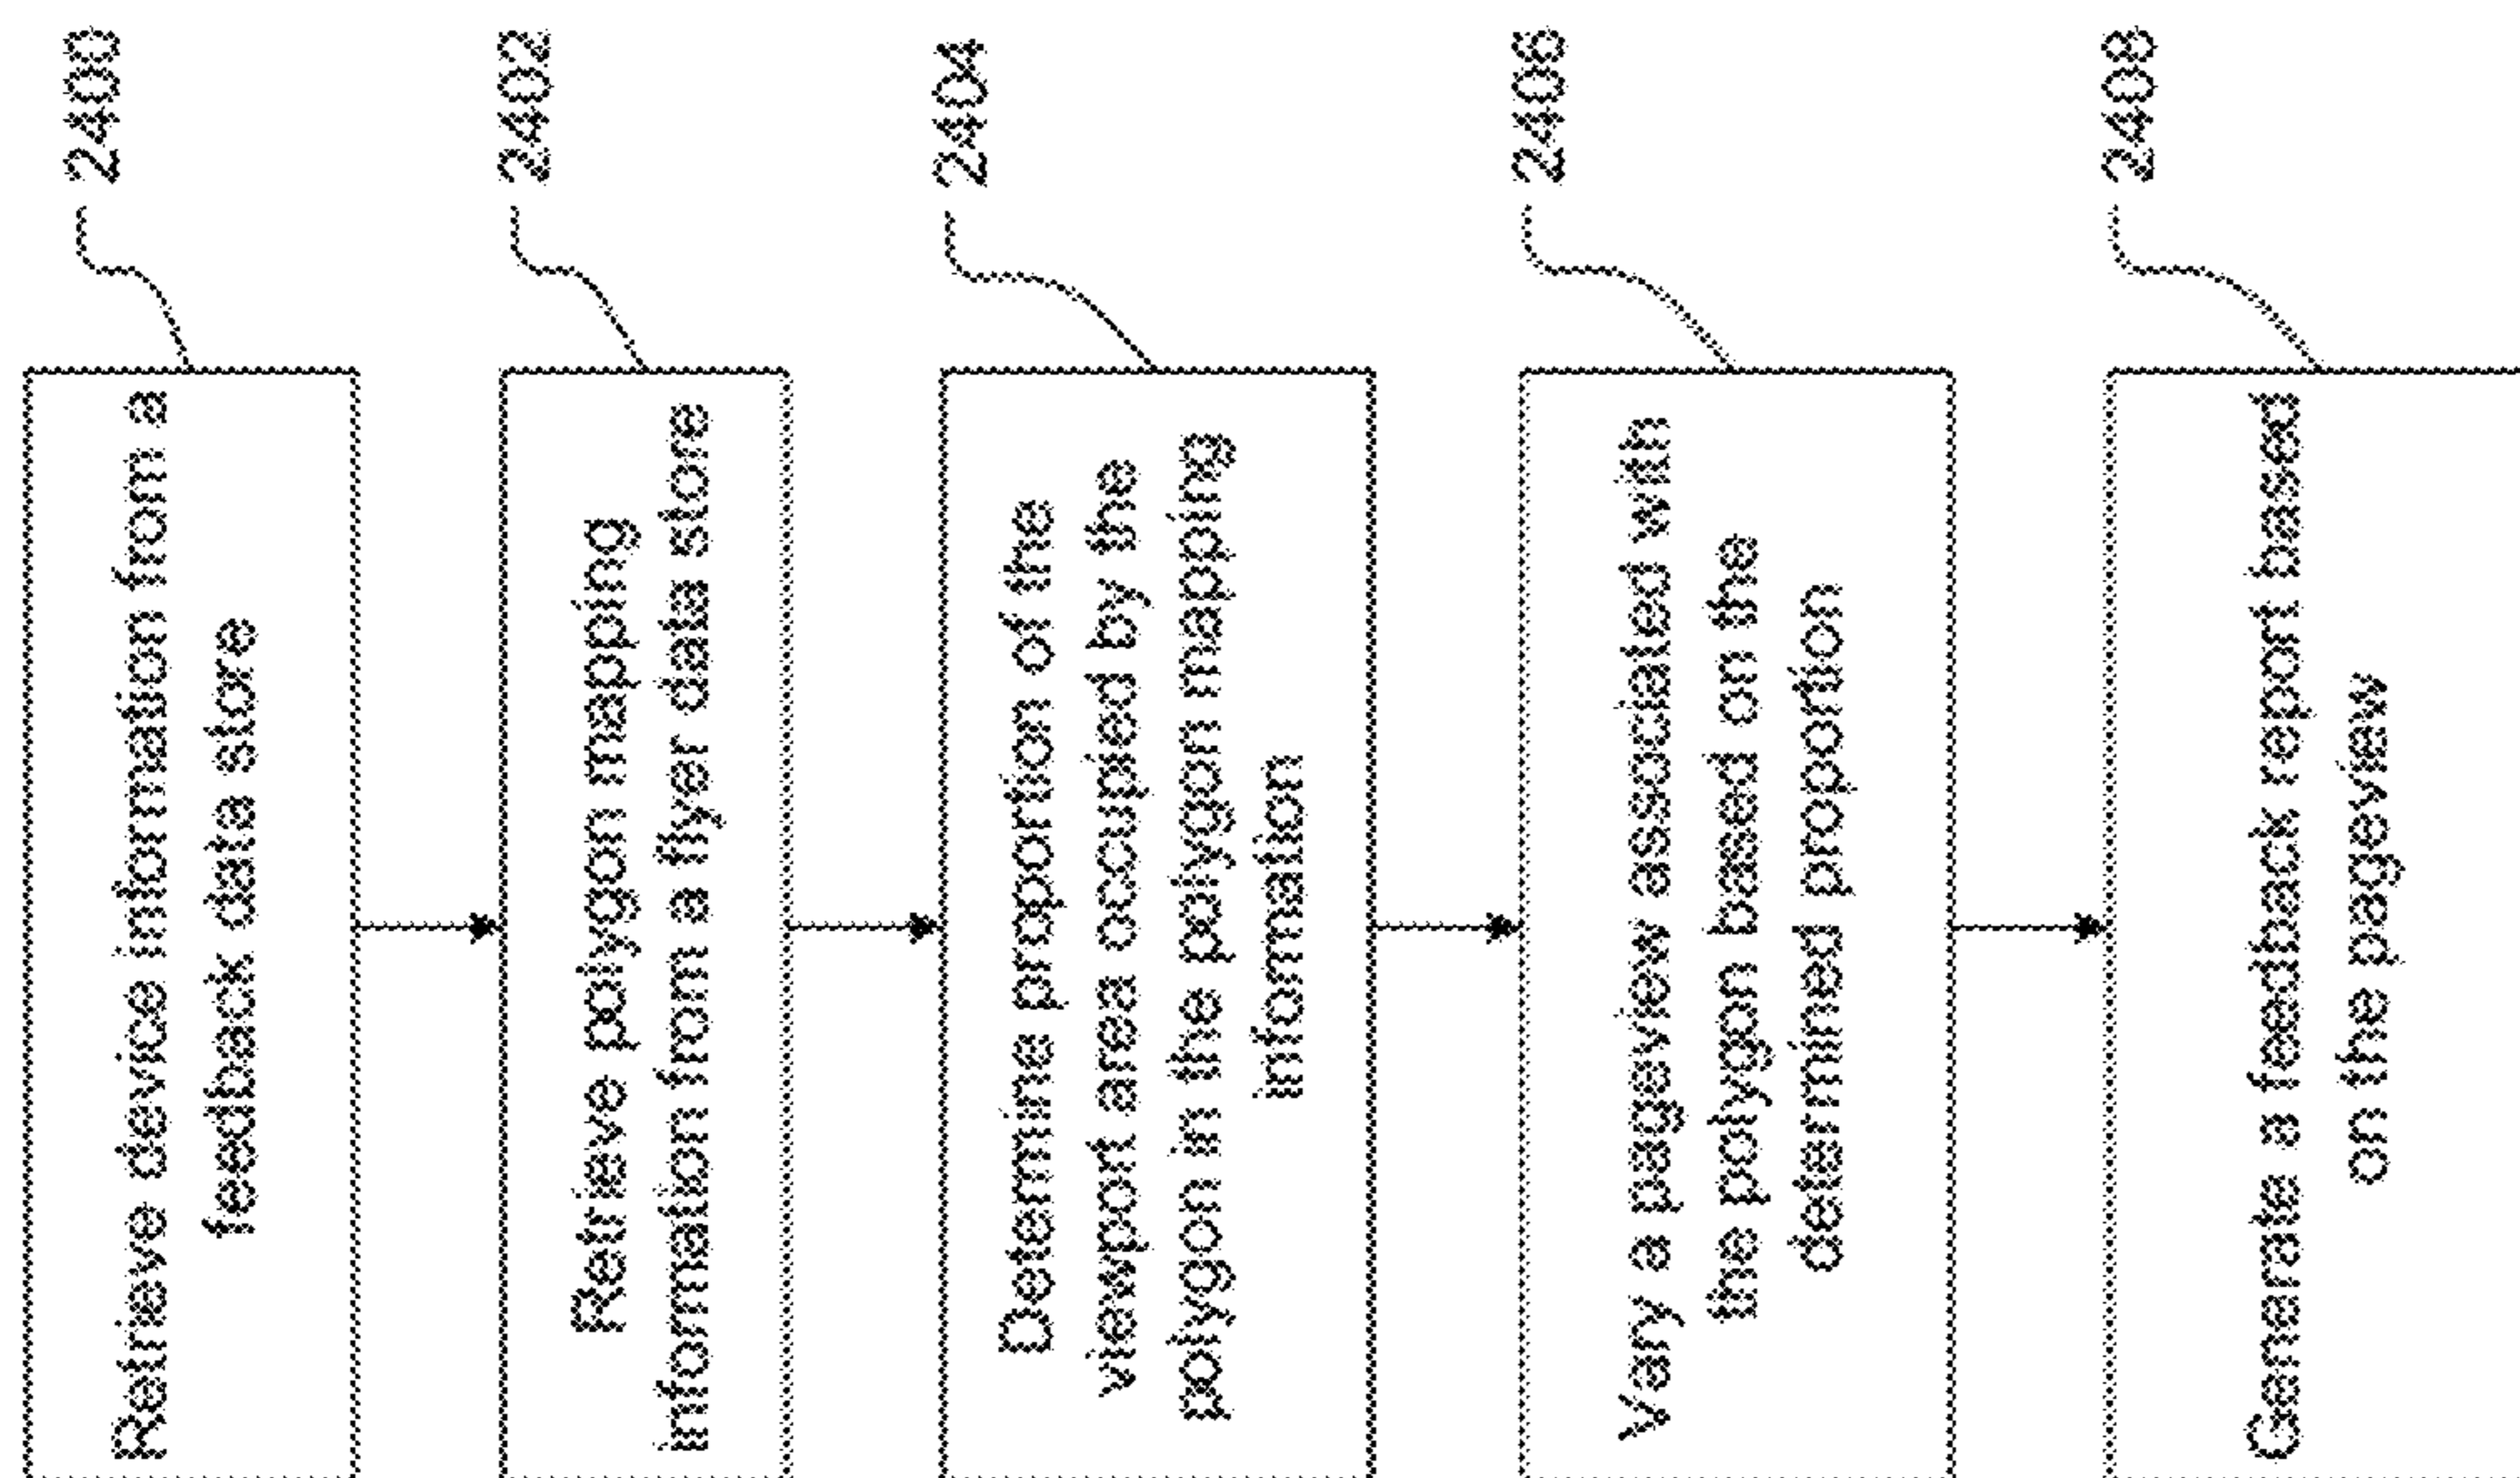 2400
Retrieve device information from a
feedback data store
2402
Retrieve polygon mapping
information from a flyer data store
2404
Determine proportion of the
viewport area occupied by the
polygon in the polygon mapping
information
2406
Vary a pageview associated with
the polygon based on the
determined proportion
2408
Generate a feedback report based
on the pageview